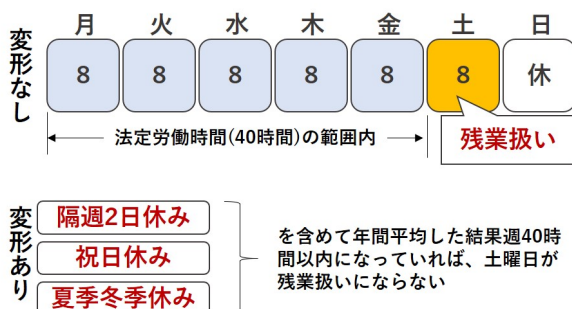 月 火 水 木 金 土 日
変形なし
8 8 8 8 8 8 休
法定労働時間(40時間)の範囲内
残業扱い
変形あり
隔週2日休み
祝日休み
夏季冬季休み
を含めて年間平均した結果週40時
間以内になっていれば、土曜日が
残業扱いにならない